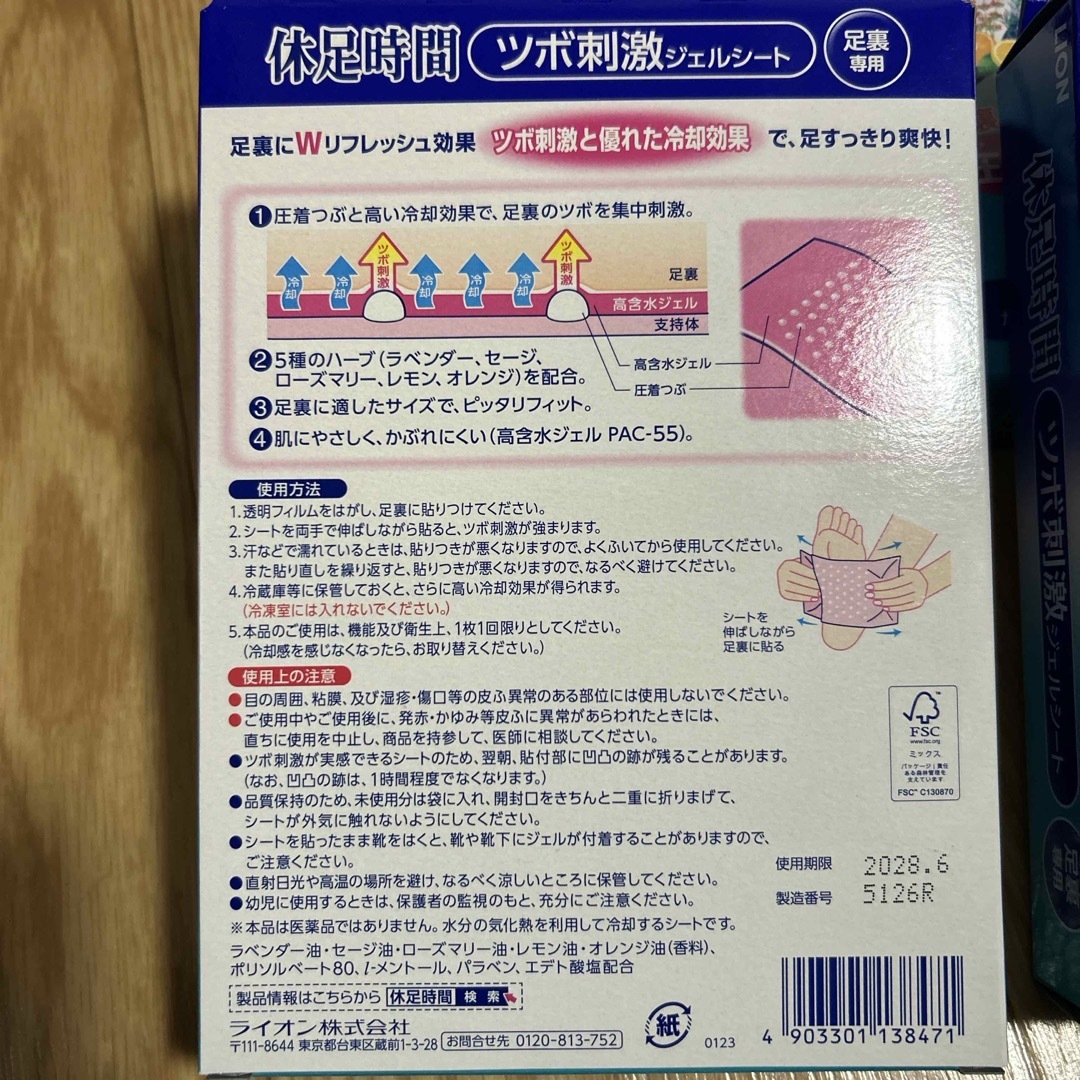 休足時間 ツボ刺激ジェルシート 足裏専用
足裏にWリフレッシュ効果 ツボ刺激と優れた冷却効果 で、足すっきり爽快!
❶圧着つぶと高い冷却効果で、足裏のツボを集中刺激。
冷却 冷却 ツボ刺激 冷却 冷却 冷却 ツボ刺激
足裏
高含水ジェル
支持体
高含水ジェル
圧着つぶ
❷5種のハーブ(ラベンダー、セージ、
ローズマリー、レモン、オレンジ)を配合。
❸足裏に適したサイズで、ピッタリフィット。
❹肌にやさしく、かぶれにくい(高含水ジェル PAC-55)。
使用方法
1.透明フィルムをはがし、足裏に貼りつけてください。
2.シートを両手で伸ばしながら貼ると、ツボ刺激が強まります。
3.汗などで濡れているときは、貼りつきが悪くなりますので、よくふいてから使用してください。
また貼り直しを繰り返すと、貼りつきが悪くなりますので、なるべく避けてください。
4.冷蔵庫等に保管しておくと、さらに高い冷却効果が得られます。
(冷凍室には入れないでください。)
5.本品のご使用は、機能及び衛生上、1枚1回限りとしてください。
(冷却感を感じなくなったら、お取り替えください。)
シートを
伸ばしながら
足裏に貼る
使用上の注意
●目の周囲、粘膜、及び湿疹・傷口等の皮ふ異常のある部位には使用しないでください。
●ご使用中やご使用後に、発赤・かゆみ等皮ふに異常があらわれたときには、
直ちに使用を中止し、商品を持参して、医師に相談してください。
●ツボ刺激が実感できるシートのため、翌朝、貼付部に凹凸の跡が残ることがあります。
(なお、凹凸の跡は、1時間程度でなくなります。)
●品質保持のため、未使用分は袋に入れ、開封口をきちんと二重に折りまげて、
シートが外気に触れないようにしてください。
●シートを貼ったまま靴をはくと、靴や靴下にジェルが付着することがありますので、
ご注意ください。
●直射日光や高温の場所を避け、なるべく涼しいところに保管してください。
●幼児に使用するときは、保護者の監視のもと、充分にご注意ください。
※本品は医薬品ではありません。水分の気化熱を利用して冷却するシートです。
ラベンダー油・セージ油・ローズマリー油・レモン油・オレンジ油(香料)、
ポリソルベート80、l-メントール、パラベン、エデト酸塩配合
製品情報はこちらから 休足時間 検索
ライオン株式会社
〒111-8644 東京都台東区蔵前1-3-28 お問合せ先 0120-813-752
FSC
www.fsc.org
ミックス
パッケージ|責任
ある森林管理を
支えています
FSC™ C130870
使用期限 2028.6
製造番号 5126R
紙
0123
4 903301 138471
LION
休足時間 ツボ刺激ジェルシート 足裏専用